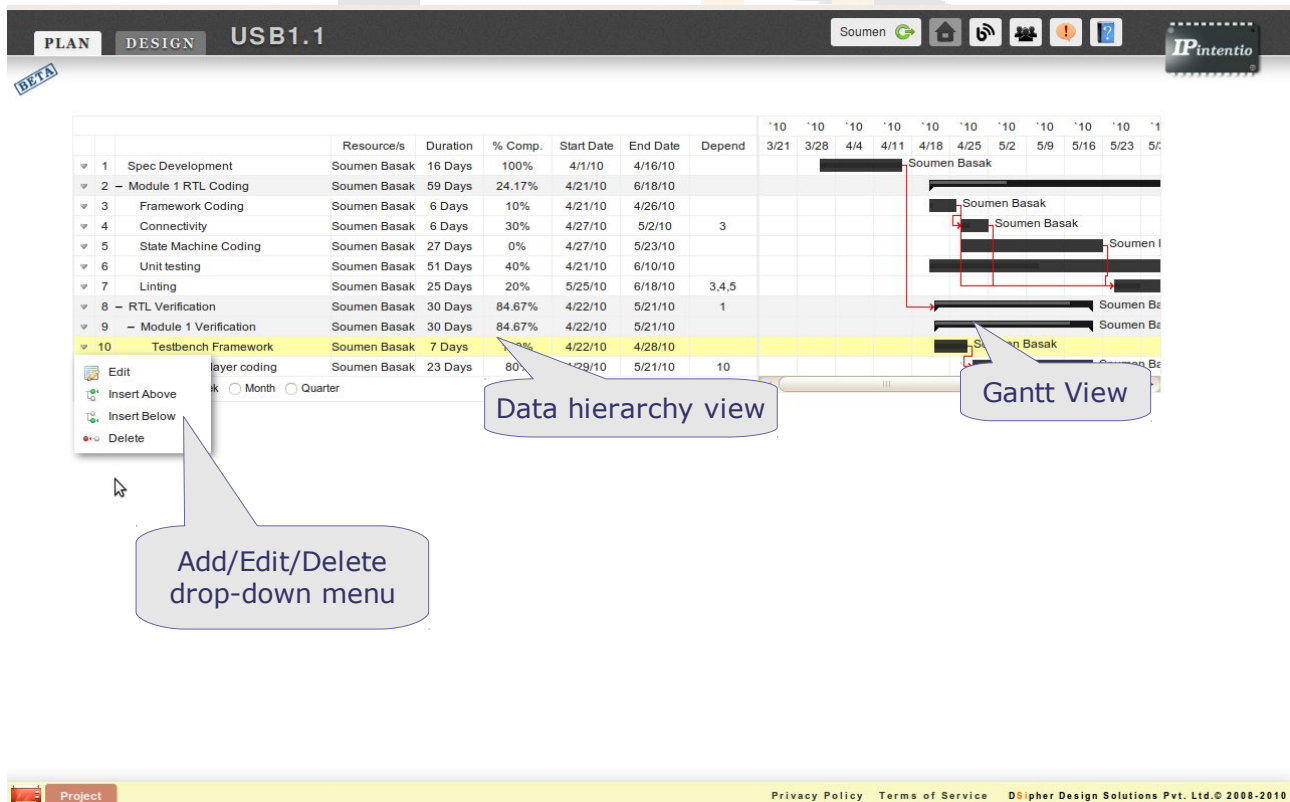 PLAN DESIGN USB1.1 Soumen IPintentio
BETA
`10 `10 `10 `10 `10 `10 `10 `10 `10 `10 `1
Resource/s Duration % Comp. Start Date End Date Depend 3/21 3/28 4/4 4/11 4/18 4/25 5/2 5/9 5/16 5/23
1 Spec Development Soumen Basak 16 Days 100% 4/1/10 4/16/10 Soumen Basak
2 – Module 1 RTL Coding Soumen Basak 59 Days 24.17% 4/21/10 6/18/10
3 Framework Coding Soumen Basak 6 Days 10% 4/21/10 4/26/10 Soumen Basak
4 Connectivity Soumen Basak 6 Days 30% 4/27/10 5/2/10 3 Soumen Basak
5 State Machine Coding Soumen Basak 27 Days 0% 4/27/10 5/23/10 Soumen
6 Unit testing Soumen Basak 51 Days 40% 4/21/10 6/10/10
7 Linting Soumen Basak 25 Days 20% 5/25/10 6/18/10 3,4,5
8 – RTL Verification Soumen Basak 30 Days 84.67% 4/22/10 5/21/10 1 Soumen Ba
9 – Module 1 Verification Soumen Basak 30 Days 84.67% 4/22/10 5/21/10 Soumen Ba
10 Testbench Framework Soumen Basak 7 Days 4/22/10 4/28/10 Basak
ayer coding Soumen Basak 23 Days 80 5/21/10 10
Month Quarter
Edit
Insert Above
Insert Below
Delete
Data hierarchy view
Gantt View
Add/Edit/Delete
drop-down menu
Project Privacy Policy Terms of Service DSipher Design Solutions Pvt. Ltd.© 2008-2010